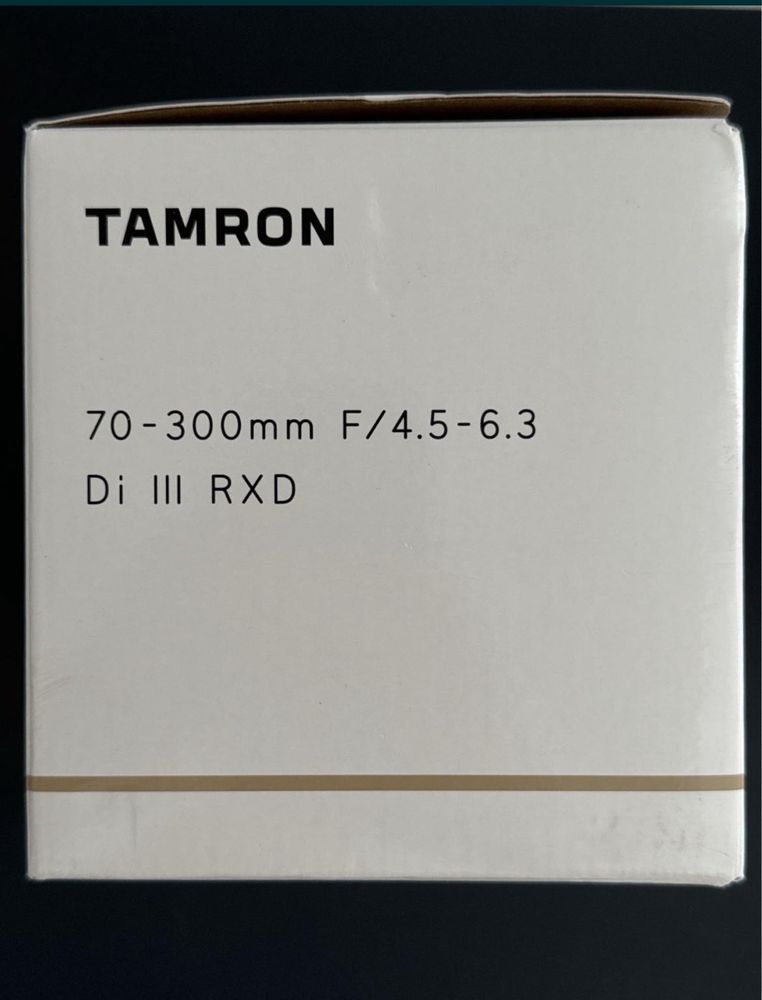 TAMRON
70-300mm F/4.5-6.3
Di III RXD